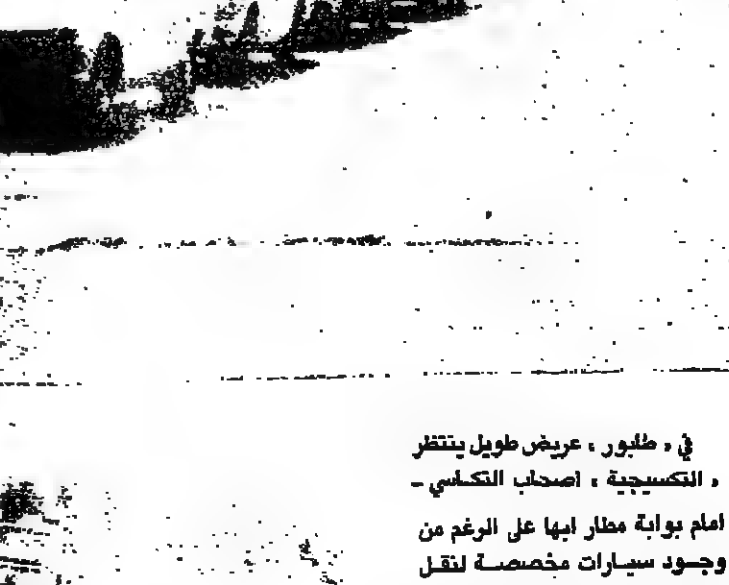 في « طابور » عريض طويل ينتظر
« التكسيجية » اصحاب التكاسي -
امام بوابة مطار ابها على الرغم من
وجود سيارات مخصصة لنقل